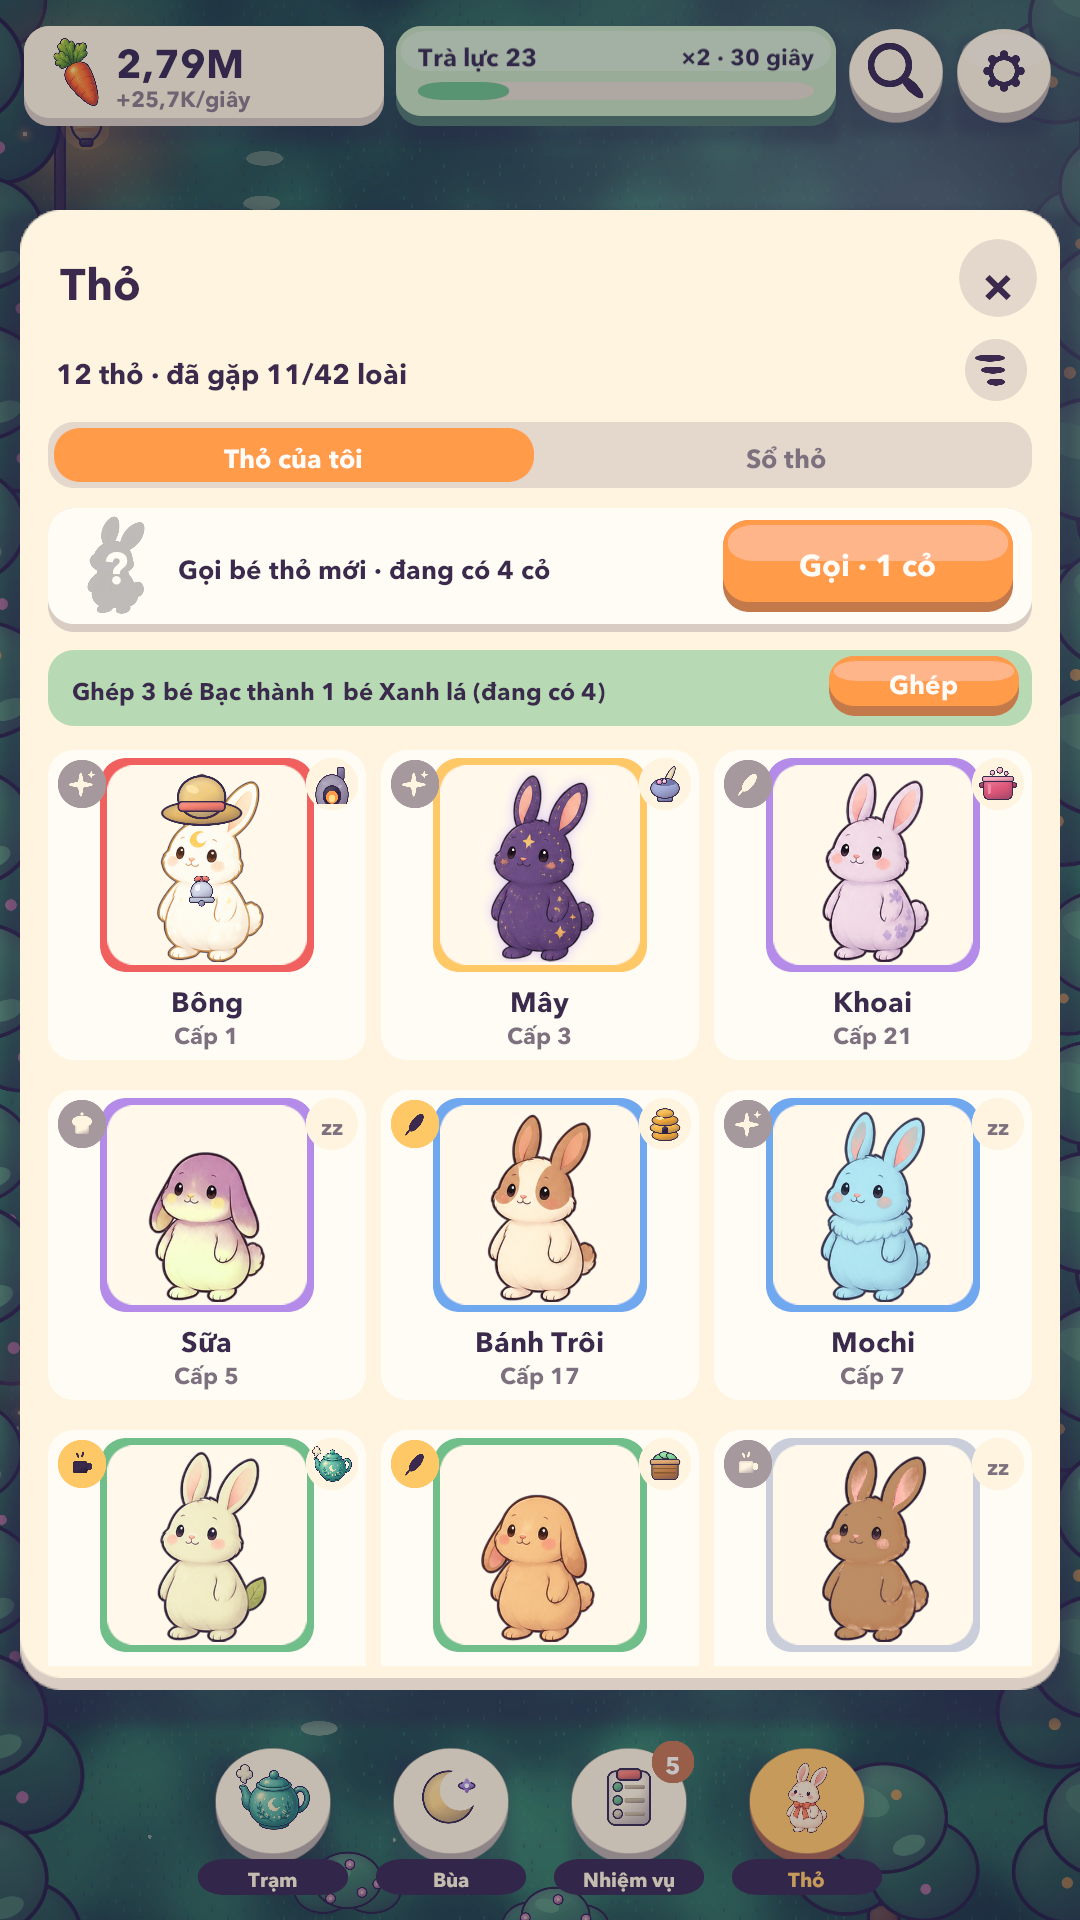 2,79M
+25,7K/giây
Trà lực 23
×2 · 30 giây
Thỏ
12 thỏ · đã gặp 11/42 loài
Thỏ của tôi
Sổ thỏ
?
Gọi bé thỏ mới · đang có 4 cỏ
Gọi · 1 cỏ
Ghép 3 bé Bạc thành 1 bé Xanh lá (đang có 4)
Ghép
Bông
Cấp 1
Mây
Cấp 3
Khoai
Cấp 21
zz
zz
Sữa
Cấp 5
Bánh Trôi
Cấp 17
Mochi
Cấp 7
zz
5
Trạm
Bùa
Nhiệm vụ
Thỏ